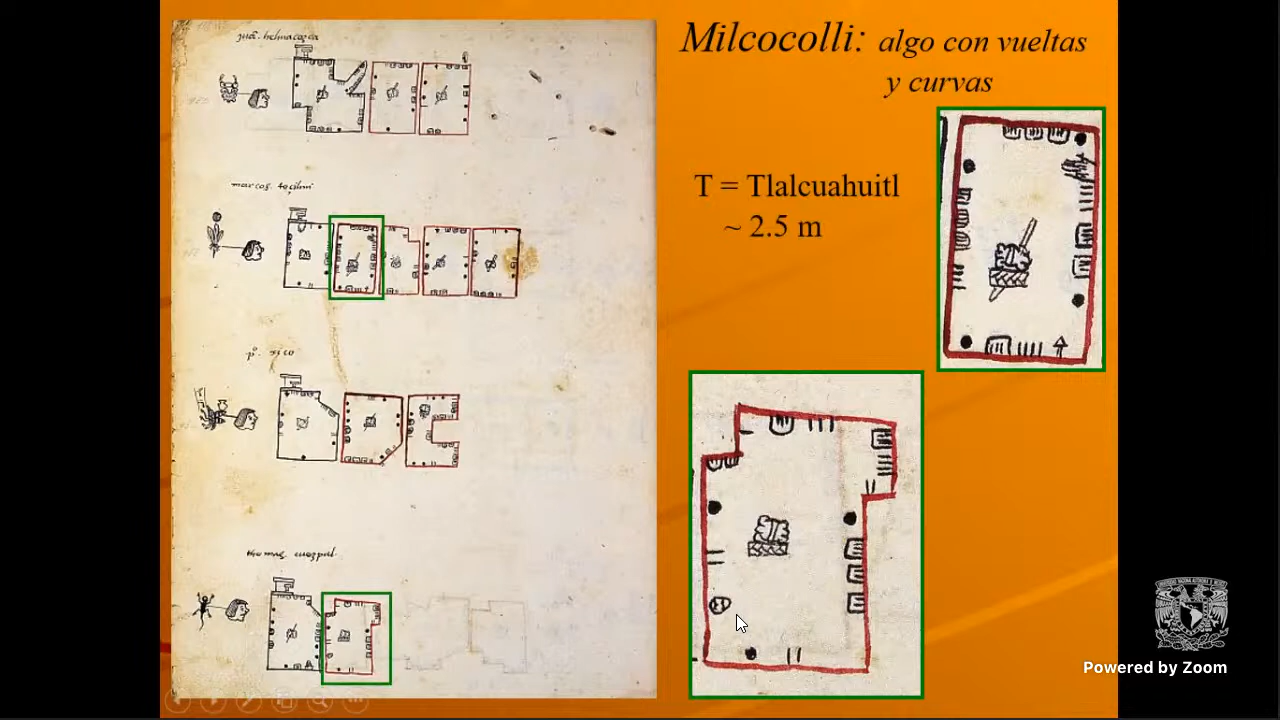 Milcocolli: algo con vueltas
y curvas
T = Tlalcuahuitl
~ 2.5 m
Powered by Zoom